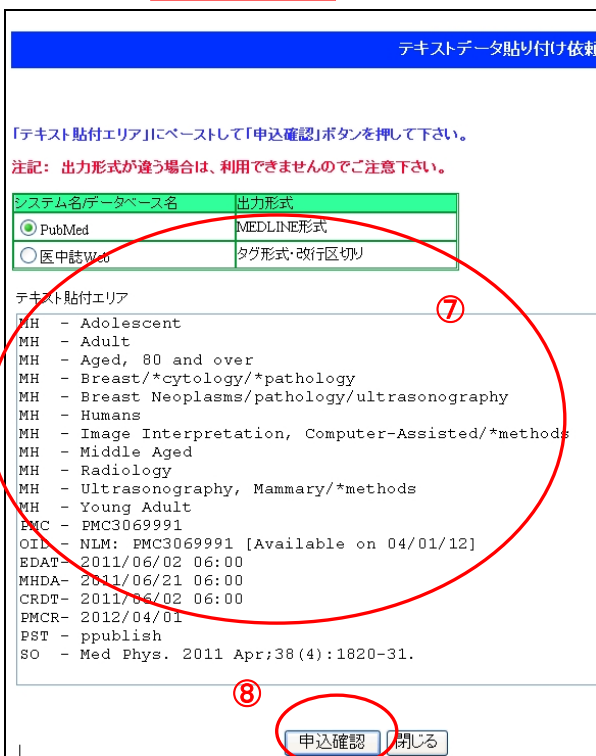 テキストデータ貼り付け依頼
「テキスト貼付エリア」にペーストして「申込確認」ボタンを押して下さい。
注記： 出力形式が違う場合は、利用できませんのでご注意下さい。
システム名/データベース名 出力形式
PubMed MEDLINE形式
医中誌Web タグ形式・改行区切り
テキスト貼付エリア
⑦
MH - Adolescent
MH - Adult
MH - Aged, 80 and over
MH - Breast/*cytology/*pathology
MH - Breast Neoplasms/pathology/ultrasonography
MH - Humans
MH - Image Interpretation, Computer-Assisted/*methods
MH - Middle Aged
MH - Radiology
MH - Ultrasonography, Mammary/*methods
MH - Young Adult
PMC - PMC3069991
OID - NLM: PMC3069991 [Available on 04/01/12]
EDAT- 2011/06/02 06:00
MHDA- 2011/06/21 06:00
CRDT- 2011/06/02 06:00
PMCR- 2012/04/01
PST - ppublish
SO - Med Phys. 2011 Apr;38(4):1820-31.
⑧
申込確認 閉じる